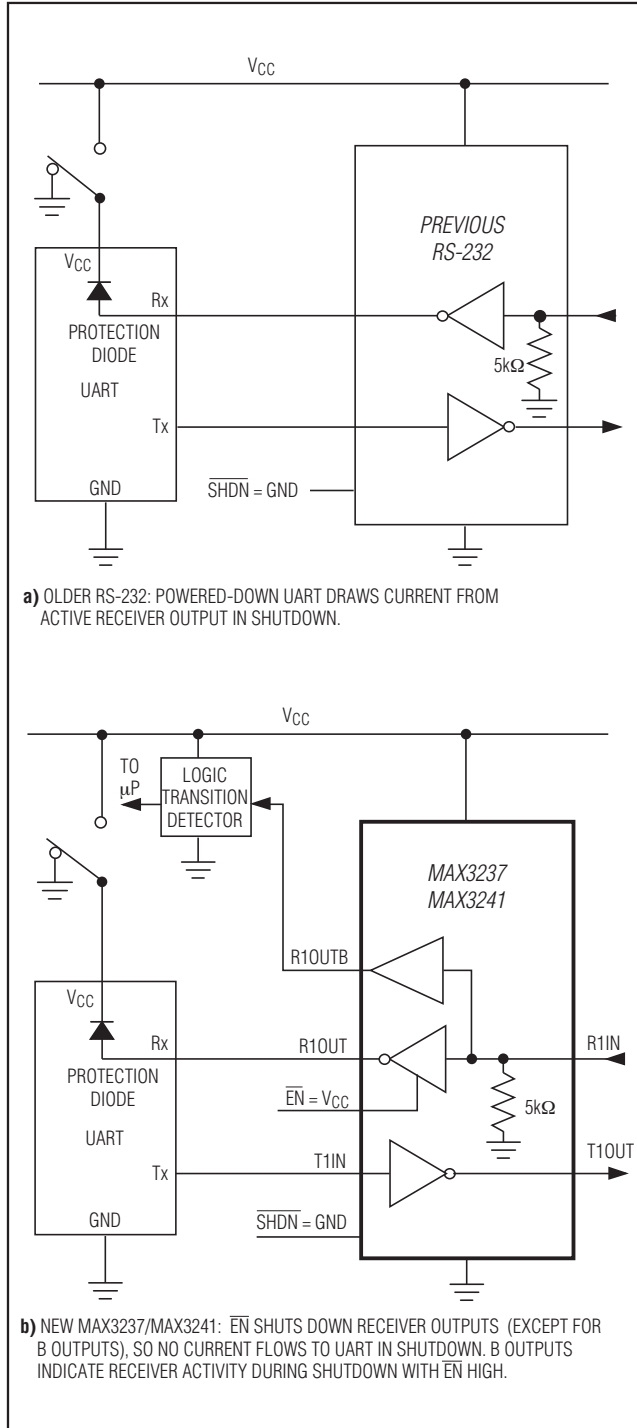 VCC
PREVIOUS
RS-232
VCC
Rx
PROTECTION
DIODE
5kΩ
UART
Tx
GND
SHDN = GND
a) OLDER RS-232: POWERED-DOWN UART DRAWS CURRENT FROM
ACTIVE RECEIVER OUTPUT IN SHUTDOWN.
VCC
TO
µP
LOGIC
TRANSITION
DETECTOR
MAX3237
MAX3241
R1OUTB
VCC
Rx
R1OUT
R1IN
PROTECTION
DIODE
EN = VCC
5kΩ
UART
Tx
T1IN
T1OUT
GND
SHDN = GND
b) NEW MAX3237/MAX3241: EN SHUTS DOWN RECEIVER OUTPUTS (EXCEPT FOR
B OUTPUTS), SO NO CURRENT FLOWS TO UART IN SHUTDOWN. B OUTPUTS
INDICATE RECEIVER ACTIVITY DURING SHUTDOWN WITH EN HIGH.